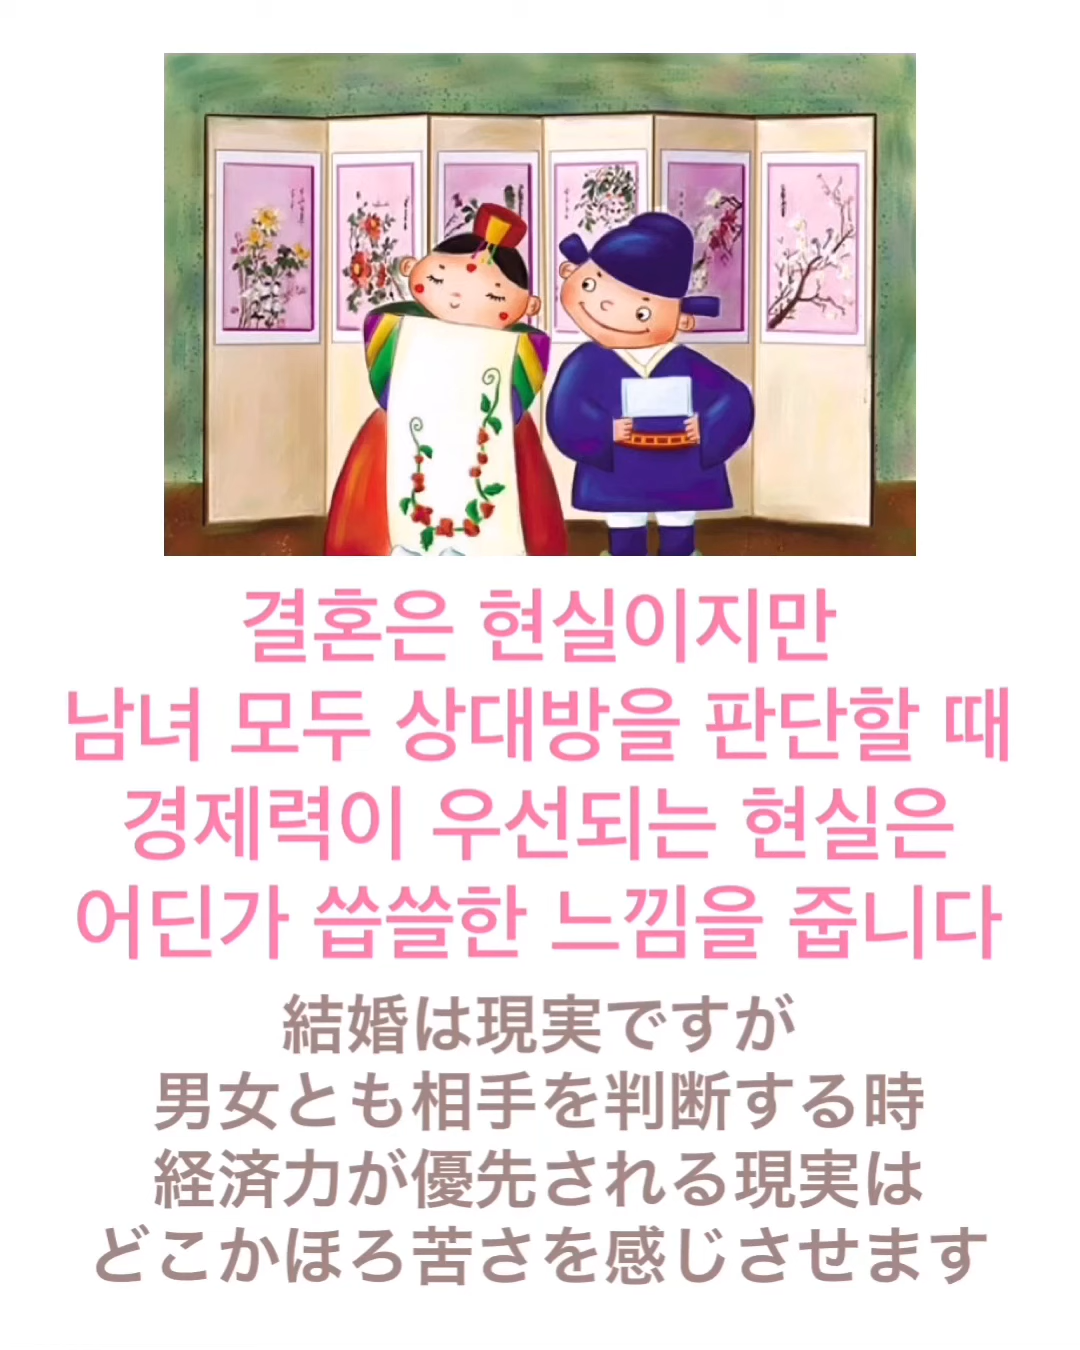 결혼은 현실이지만
남녀 모두 상대방을 판단할 때
경제력이 우선되는 현실은
어딘가 씁쓸한 느낌을 줍니다
結婚は現実ですが
男女とも相手を判断する時
経済力が優先される現実は
どこかほろ苦さを感じさせます